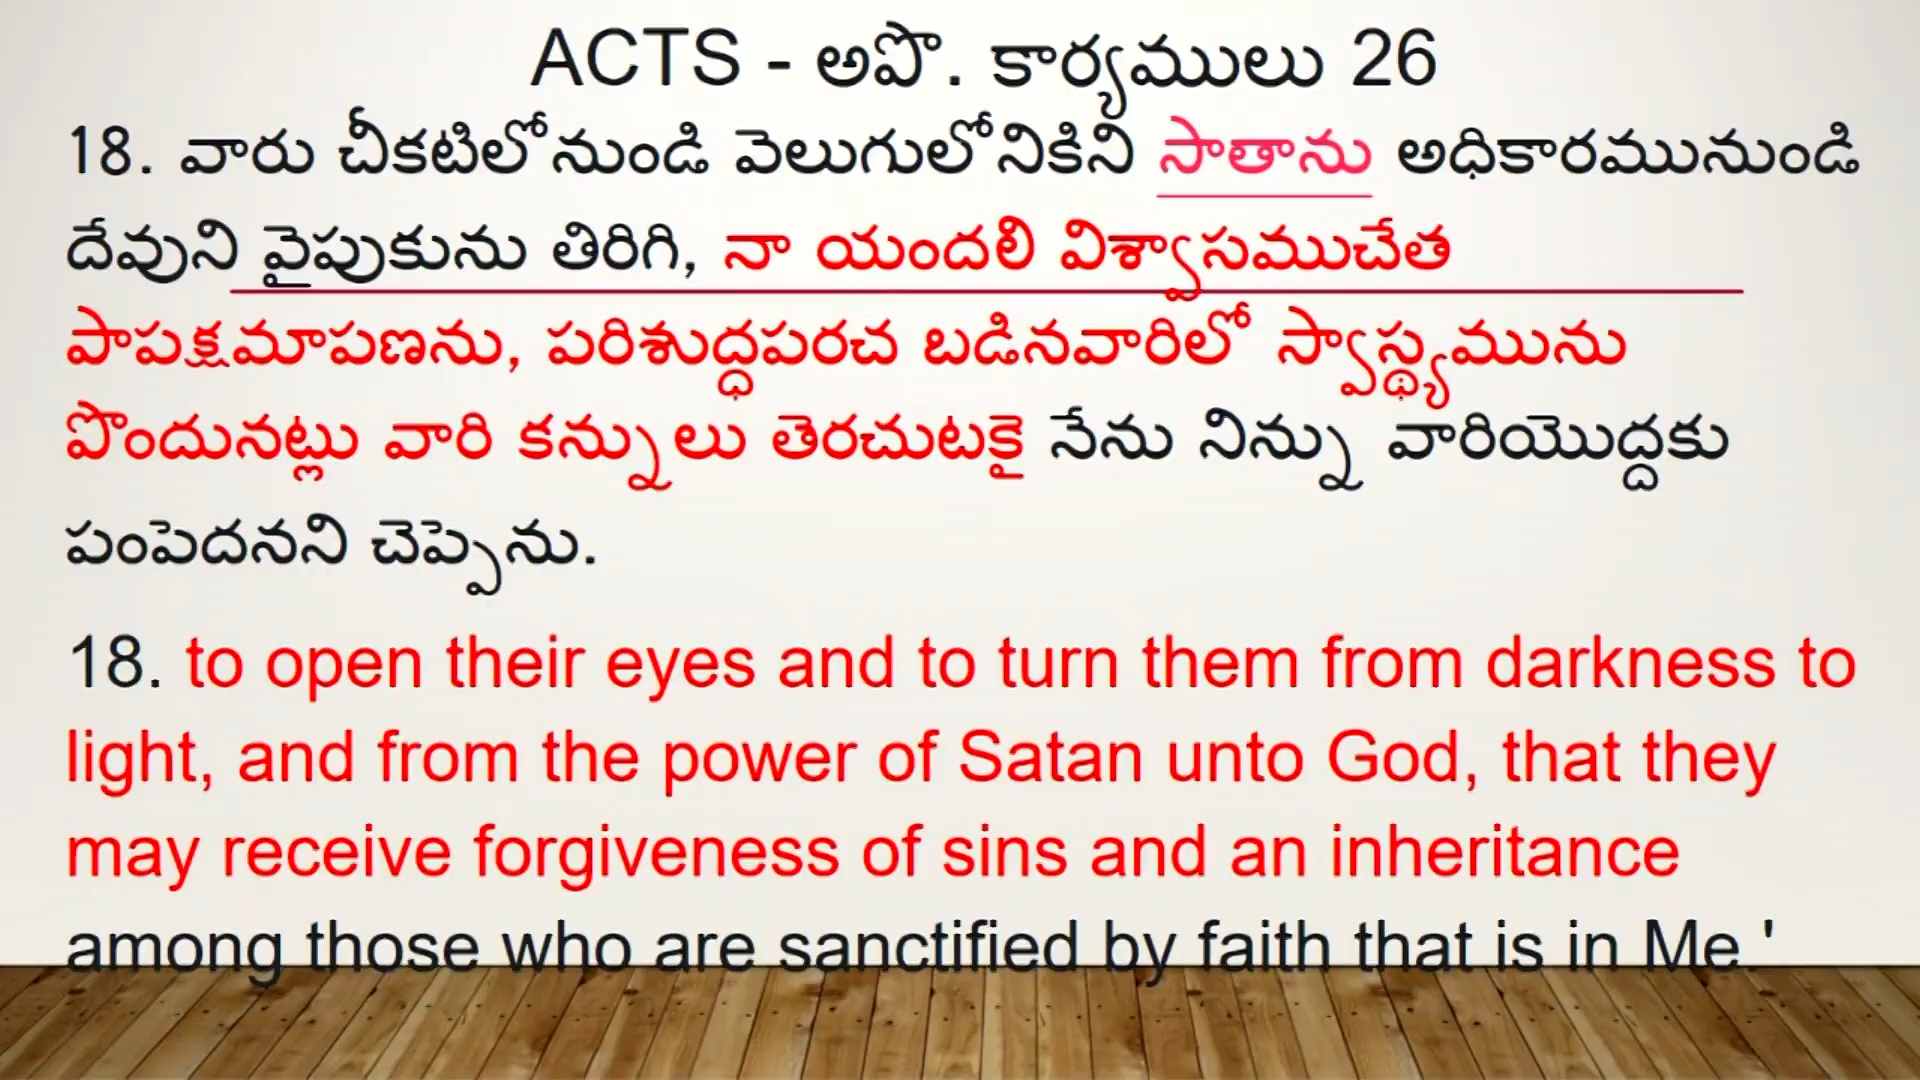 ACTS - అపొ. కార్యములు 26
18. వారు చీకటిలోనుండి వెలుగులోనికిని సాతాను అధికారమునుండి
దేవుని వైపుకును తిరిగి, నా యందలి విశ్వాసముచేత
పాపక్షమాపణను, పరిశుద్ధపరచ బడినవారిలో స్వాస్థ్యమును
పొందునట్లు వారి కన్నులు తెరచుటకై నేను నిన్ను వారియొద్దకు
పంపెదనని చెప్పెను.
18. to open their eyes and to turn them from darkness to
light, and from the power of Satan unto God, that they
may receive forgiveness of sins and an inheritance
among those who are sanctified by faith that is in Me.'